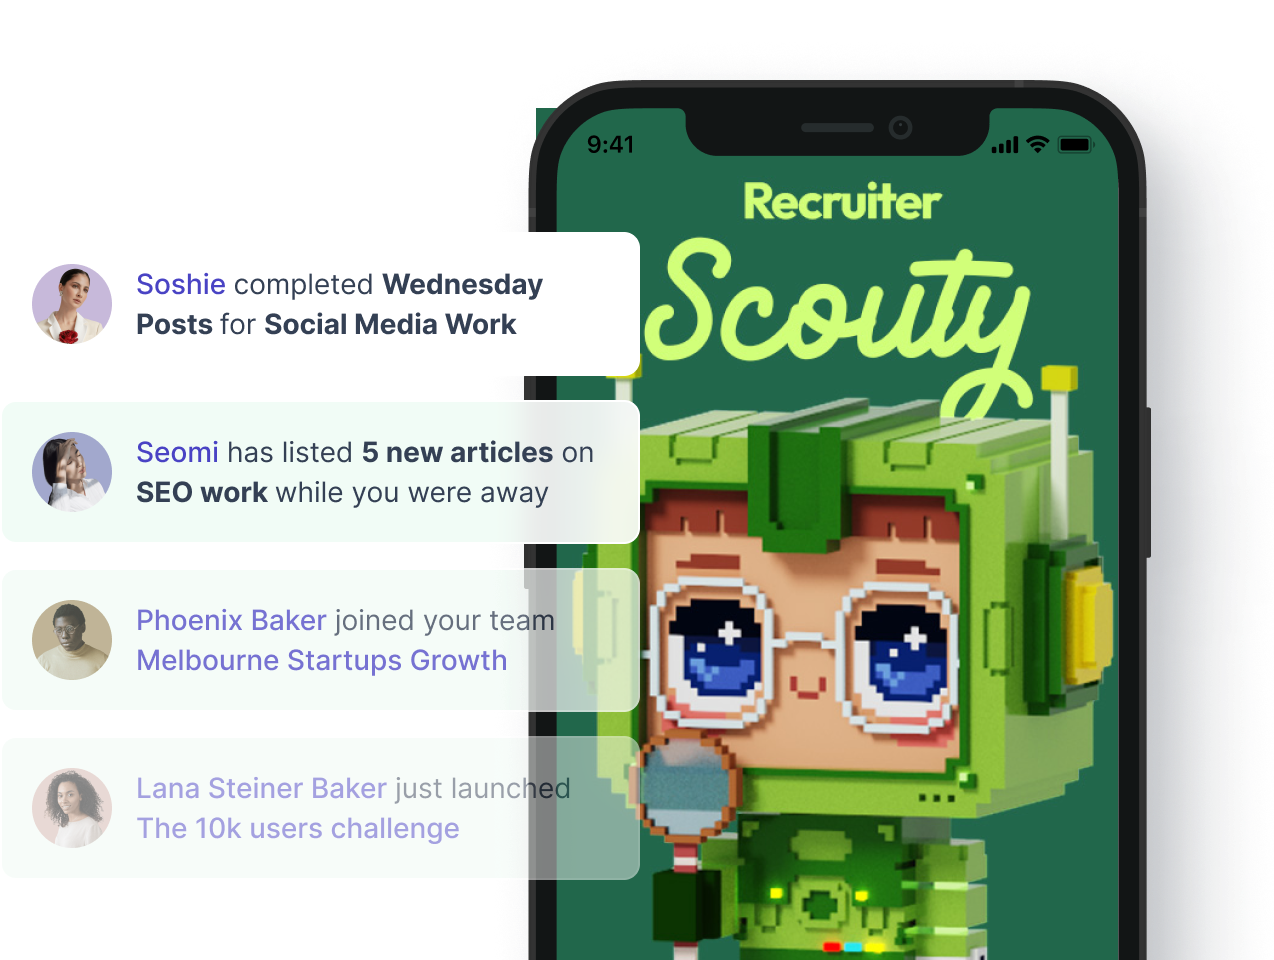 9:41
Recruiter
Scouty
Soshie completed Wednesday
Posts for Social Media Work
Seomi has listed 5 new articles on
SEO work while you were away
Phoenix Baker joined your team
Melbourne Startups Growth
Lana Steiner Baker just launched
The 10k users challenge